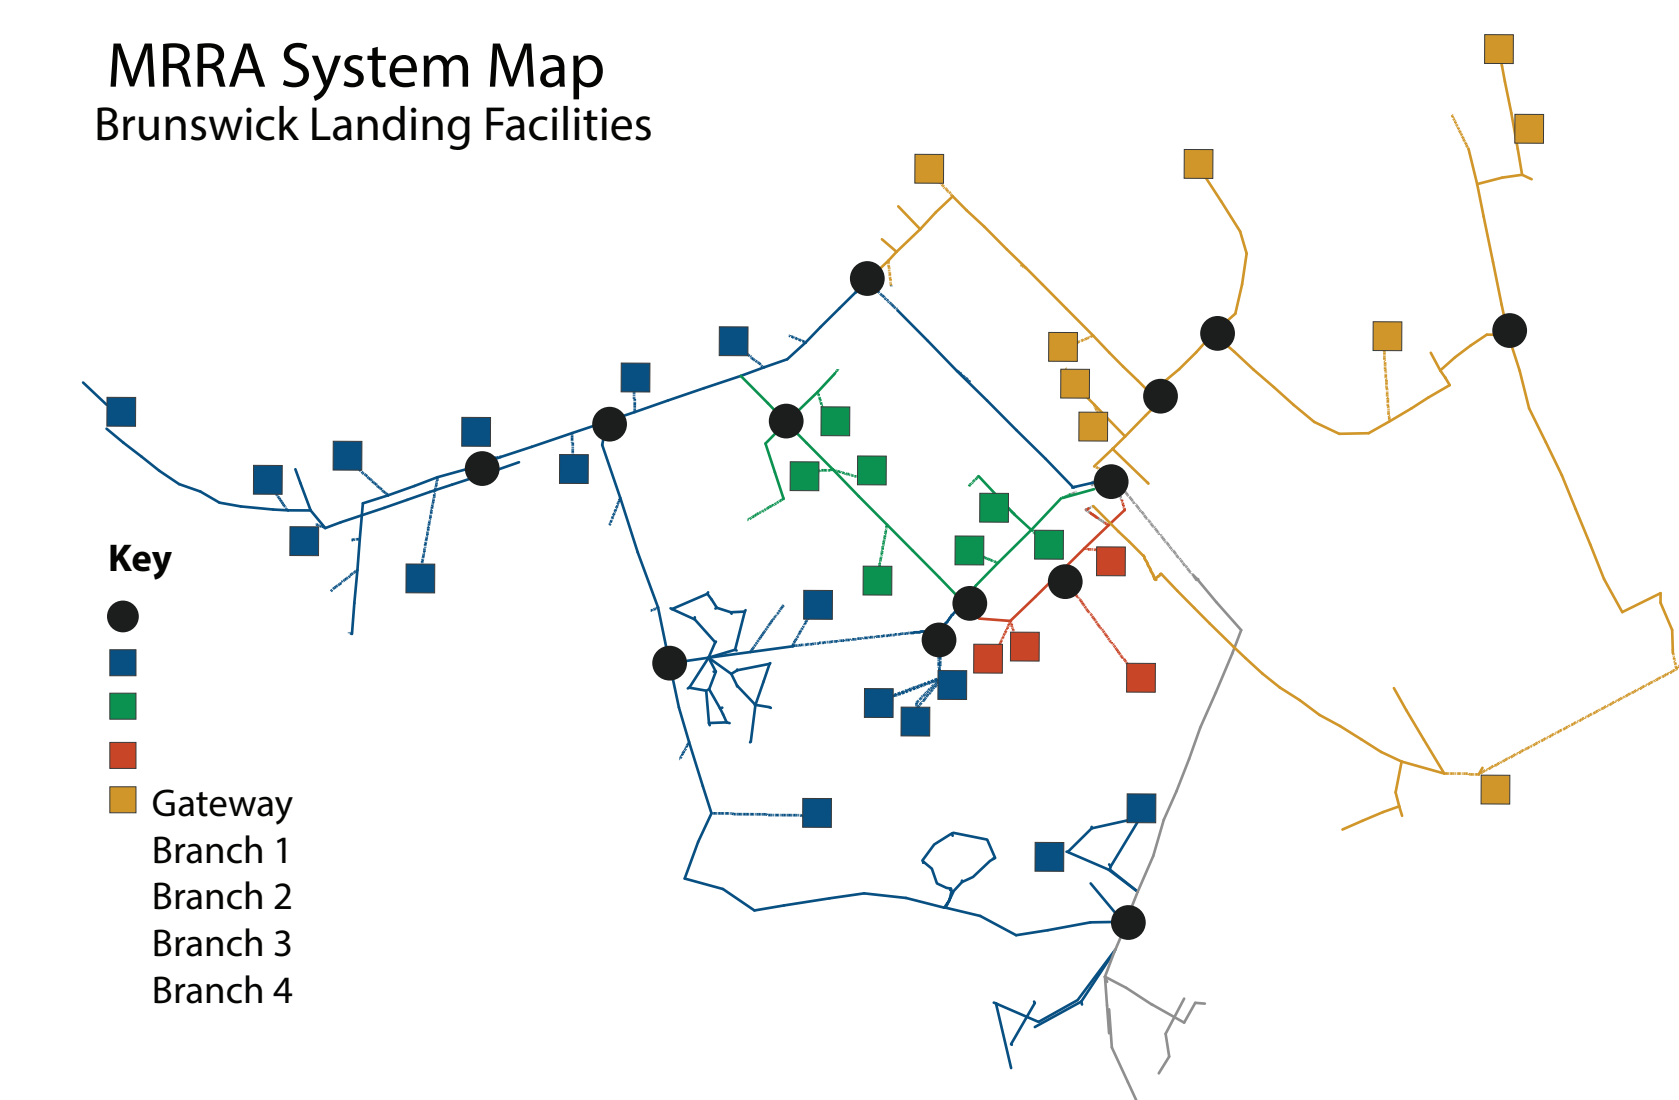 MRRA System Map
Brunswick Landing Facilities
Key
Gateway
Branch 1
Branch 2
Branch 3
Branch 4